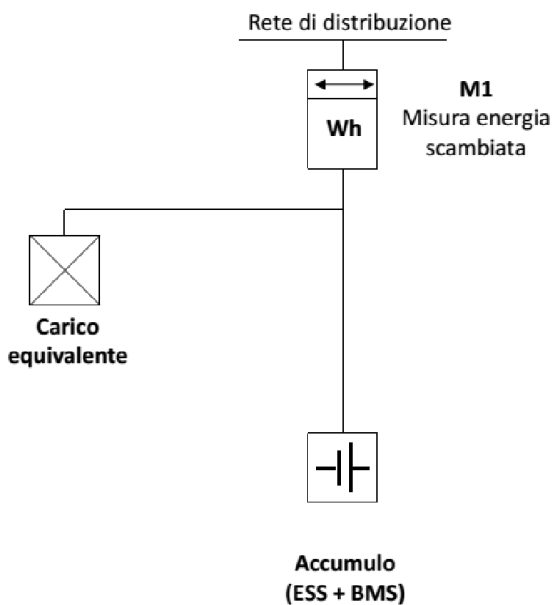 Rete di distribuzione
Wh
M1
Misura energia
scambiata
Carico
equivalente
Accumulo
(ESS + BMS)